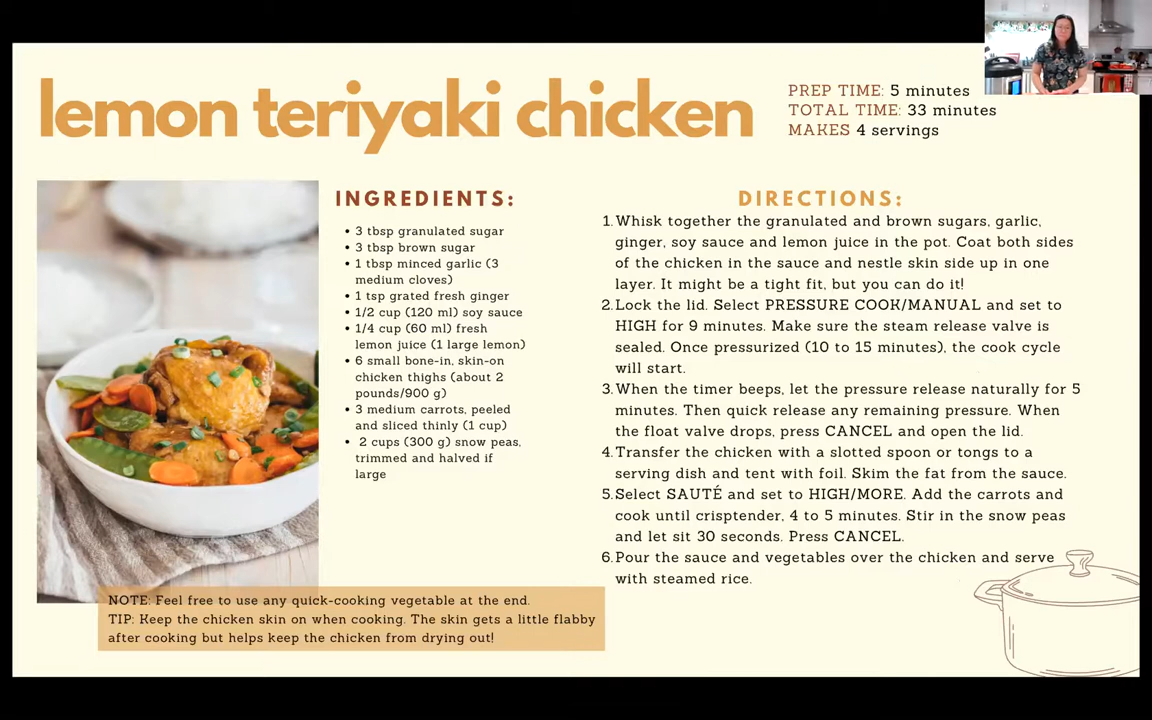 lemon teriyaki chicken
PREP TIME: 5 minutes
TOTAL TIME: 33 minutes
MAKES 4 servings
INGREDIENTS:
• 3 tbsp granulated sugar
• 3 tbsp brown sugar
• 1 tbsp minced garlic (3
medium cloves)
• 1 tsp grated fresh ginger
• 1/2 cup (120 ml) soy sauce
• 1/4 cup (60 ml) fresh
lemon juice (1 large lemon)
• 6 small bone-in, skin-on
chicken thighs (about 2
pounds/900 g)
• 3 medium carrots, peeled
and sliced thinly (1 cup)
• 2 cups (300 g) snow peas,
trimmed and halved if
large
DIRECTIONS:
1. Whisk together the granulated and brown sugars, garlic,
ginger, soy sauce and lemon juice in the pot. Coat both sides
of the chicken in the sauce and nestle skin side up in one
layer. It might be a tight fit, but you can do it!
2. Lock the lid. Select PRESSURE COOK/MANUAL and set to
HIGH for 9 minutes. Make sure the steam release valve is
sealed. Once pressurized (10 to 15 minutes), the cook cycle
will start.
3. When the timer beeps, let the pressure release naturally for 5
minutes. Then quick release any remaining pressure. When
the float valve drops, press CANCEL and open the lid.
4. Transfer the chicken with a slotted spoon or tongs to a
serving dish and tent with foil. Skim the fat from the sauce.
5. Select SAUTÉ and set to HIGH/MORE. Add the carrots and
cook until crisptender, 4 to 5 minutes. Stir in the snow peas
and let sit 30 seconds. Press CANCEL.
6. Pour the sauce and vegetables over the chicken and serve
with steamed rice.
NOTE: Feel free to use any quick-cooking vegetable at the end.
TIP: Keep the chicken skin on when cooking. The skin gets a little flabby
after cooking but helps keep the chicken from drying out!